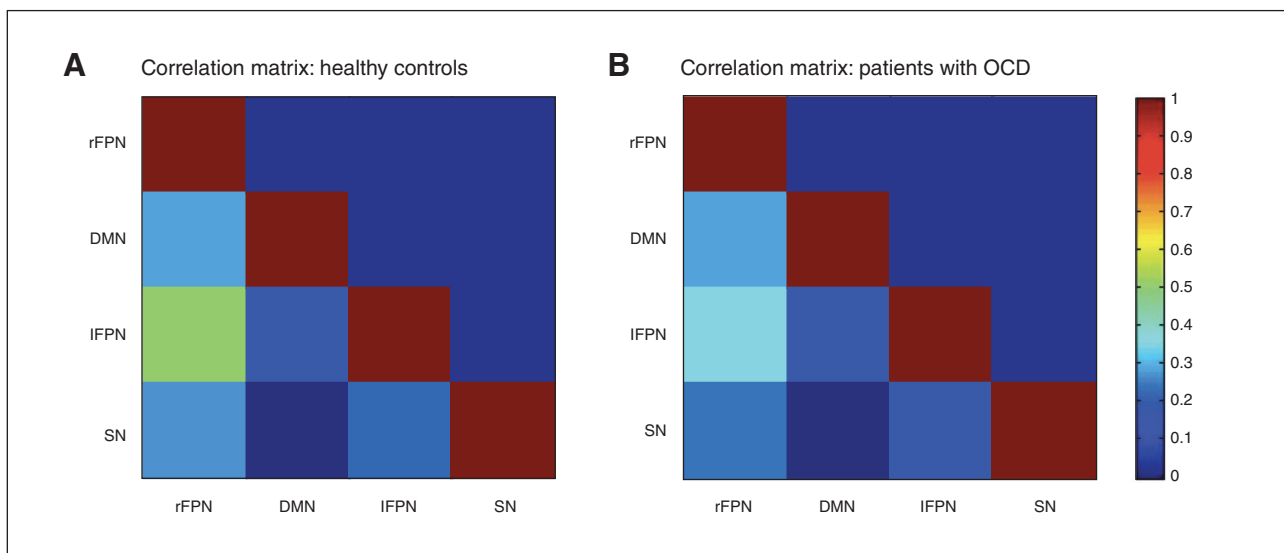 A Correlation matrix: healthy controls
rFPN
DMN
lFPN
SN
rFPN DMN lFPN SN
B Correlation matrix: patients with OCD
rFPN
DMN
lFPN
SN
rFPN DMN lFPN SN
1
0.9
0.8
0.7
0.6
0.5
0.4
0.3
0.2
0.1
0